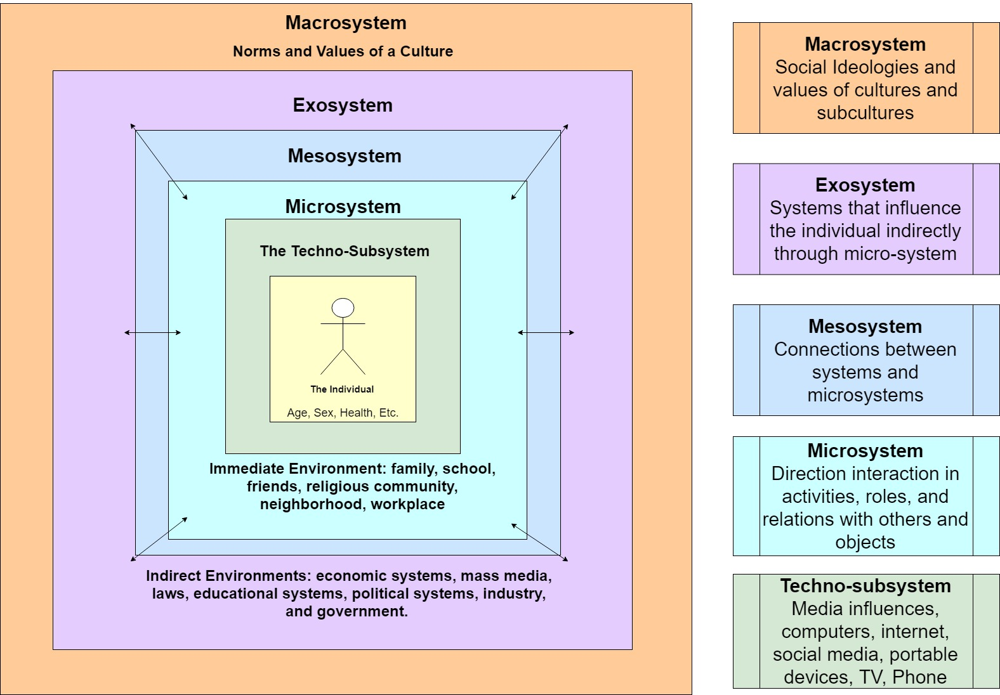 Macrosystem
Norms and Values of a Culture
Exosystem
Mesosystem
Microsystem
The Techno-Subsystem
The Individual
Age, Sex, Health, Etc.
Immediate Environment: family, school,
friends, religious community,
neighborhood, workplace
Indirect Environments: economic systems, mass media,
laws, educational systems, political systems, industry,
and government.
Macrosystem
Social Ideologies and
values of cultures and
subcultures
Exosystem
Systems that influence
the individual indirectly
through micro-system
Mesosystem
Connections between
systems and
microsystems
Microsystem
Direction interaction in
activities, roles, and
relations with others and
objects
Techno-subsystem
Media influences,
computers, internet,
social media, portable
devices, TV, Phone